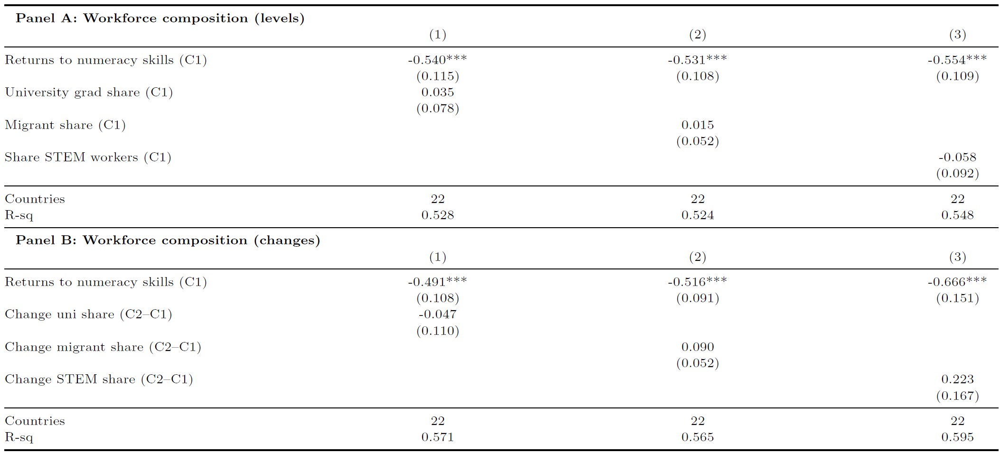 Panel A: Workforce composition (levels)
(1) (2) (3)
Returns to numeracy skills (C1) -0.540*** -0.531*** -0.554***
(0.115) (0.108) (0.109)
University grad share (C1) 0.035
(0.078)
Migrant share (C1) 0.015
(0.052)
Share STEM workers (C1) -0.058
(0.092)
Countries 22 22 22
R-sq 0.528 0.524 0.548
Panel B: Workforce composition (changes)
(1) (2) (3)
Returns to numeracy skills (C1) -0.491*** -0.516*** -0.666***
(0.108) (0.091) (0.151)
Change uni share (C2–C1) -0.047
(0.110)
Change migrant share (C2–C1) 0.090
(0.052)
Change STEM share (C2–C1) 0.223
(0.167)
Countries 22 22 22
R-sq 0.571 0.565 0.595